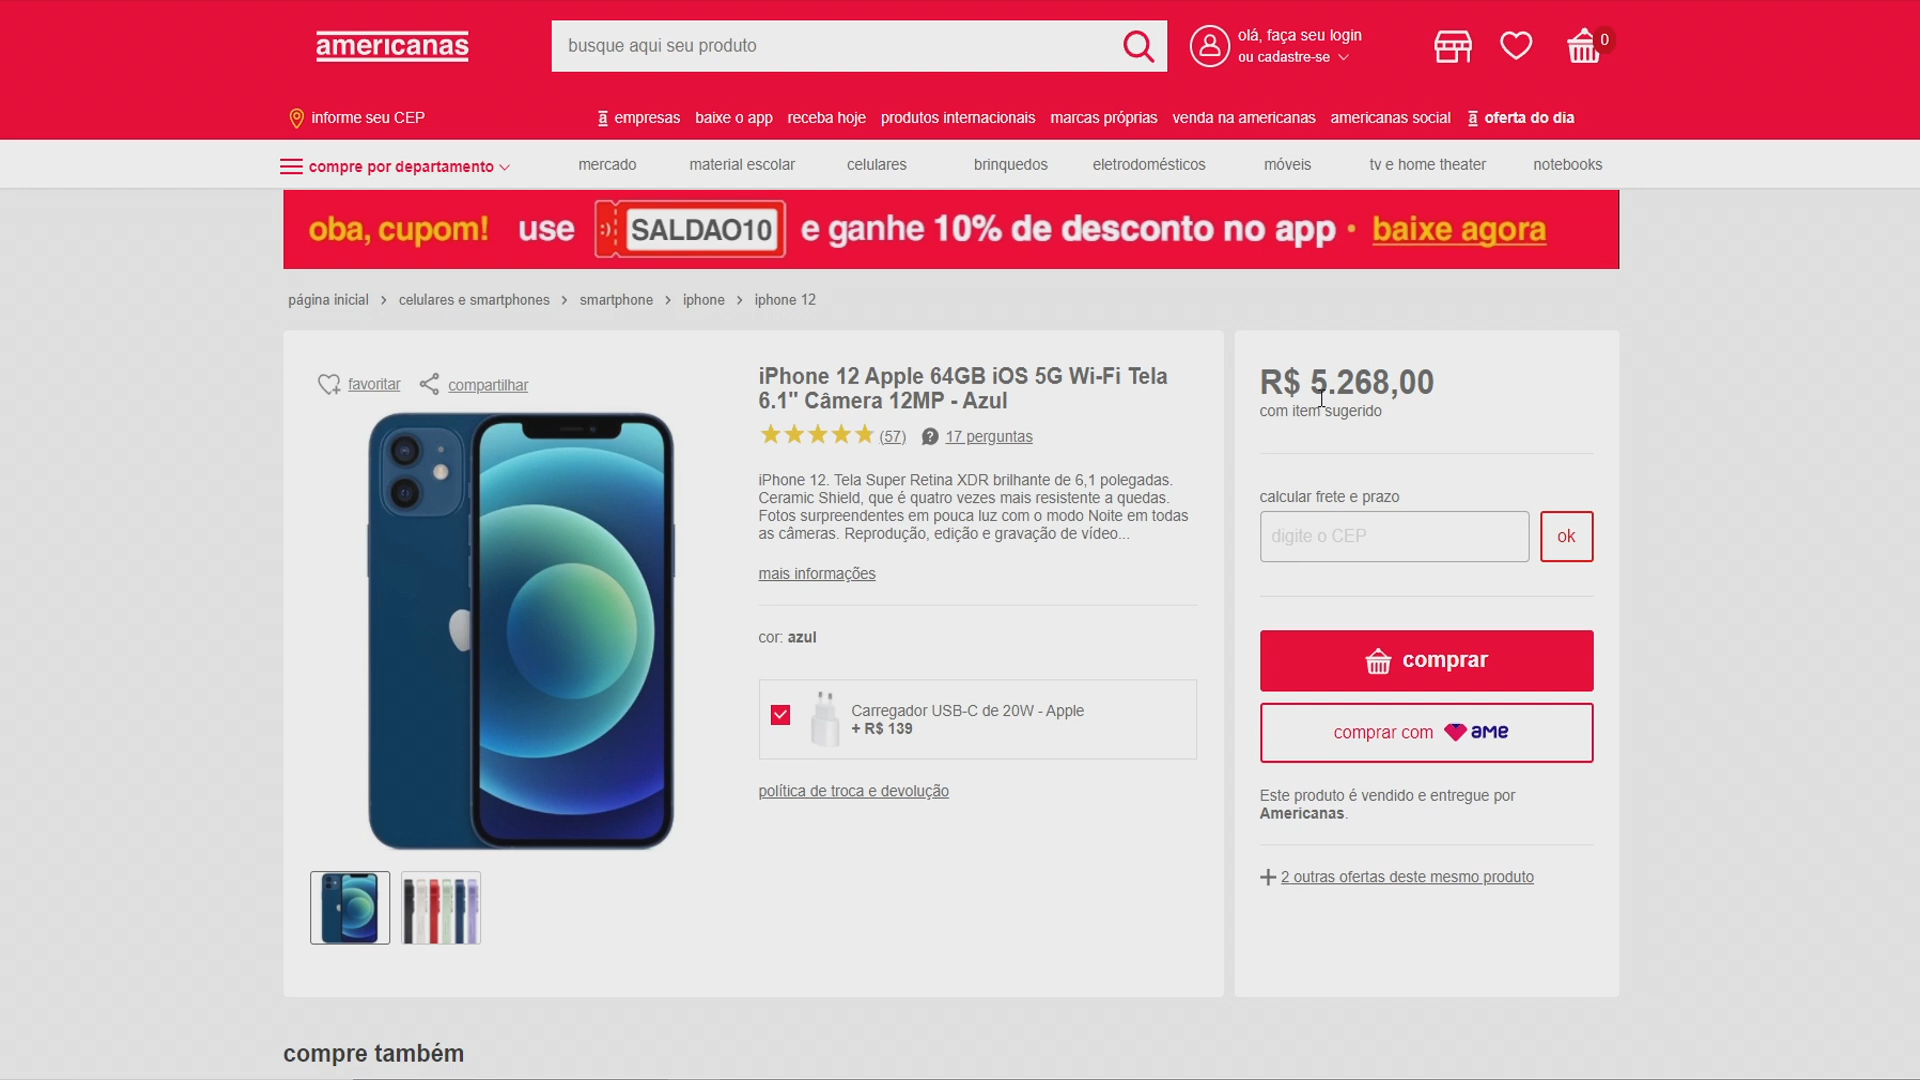 americanas
busque aqui seu produto
olá, faça seu login
ou cadastre-se
0
informe seu CEP
a empresas baixe o app receba hoje produtos internacionais marcas próprias venda na americanas americanas social a oferta do dia
compre por departamento mercado material escolar celulares brinquedos eletrodomésticos móveis tv e home theater notebooks
oba, cupom! use :) SALDAO10 e ganhe 10% de desconto no app • baixe agora
página inicial > celulares e smartphones > smartphone > iphone > iphone 12
favoritar compartilhar
iPhone 12 Apple 64GB iOS 5G Wi-Fi Tela
6.1" Câmera 12MP - Azul
(57) ? 17 perguntas
iPhone 12. Tela Super Retina XDR brilhante de 6,1 polegadas.
Ceramic Shield, que é quatro vezes mais resistente a quedas.
Fotos surpreendentes em pouca luz com o modo Noite em todas
as câmeras. Reprodução, edição e gravação de vídeo...
mais informações
cor: azul
Carregador USB-C de 20W - Apple
+ R$ 139
política de troca e devolução
R$ 5.268,00
com item sugerido
calcular frete e prazo
digite o CEP ok
comprar
comprar com ame
Este produto é vendido e entregue por
Americanas.
+ 2 outras ofertas deste mesmo produto
compre também